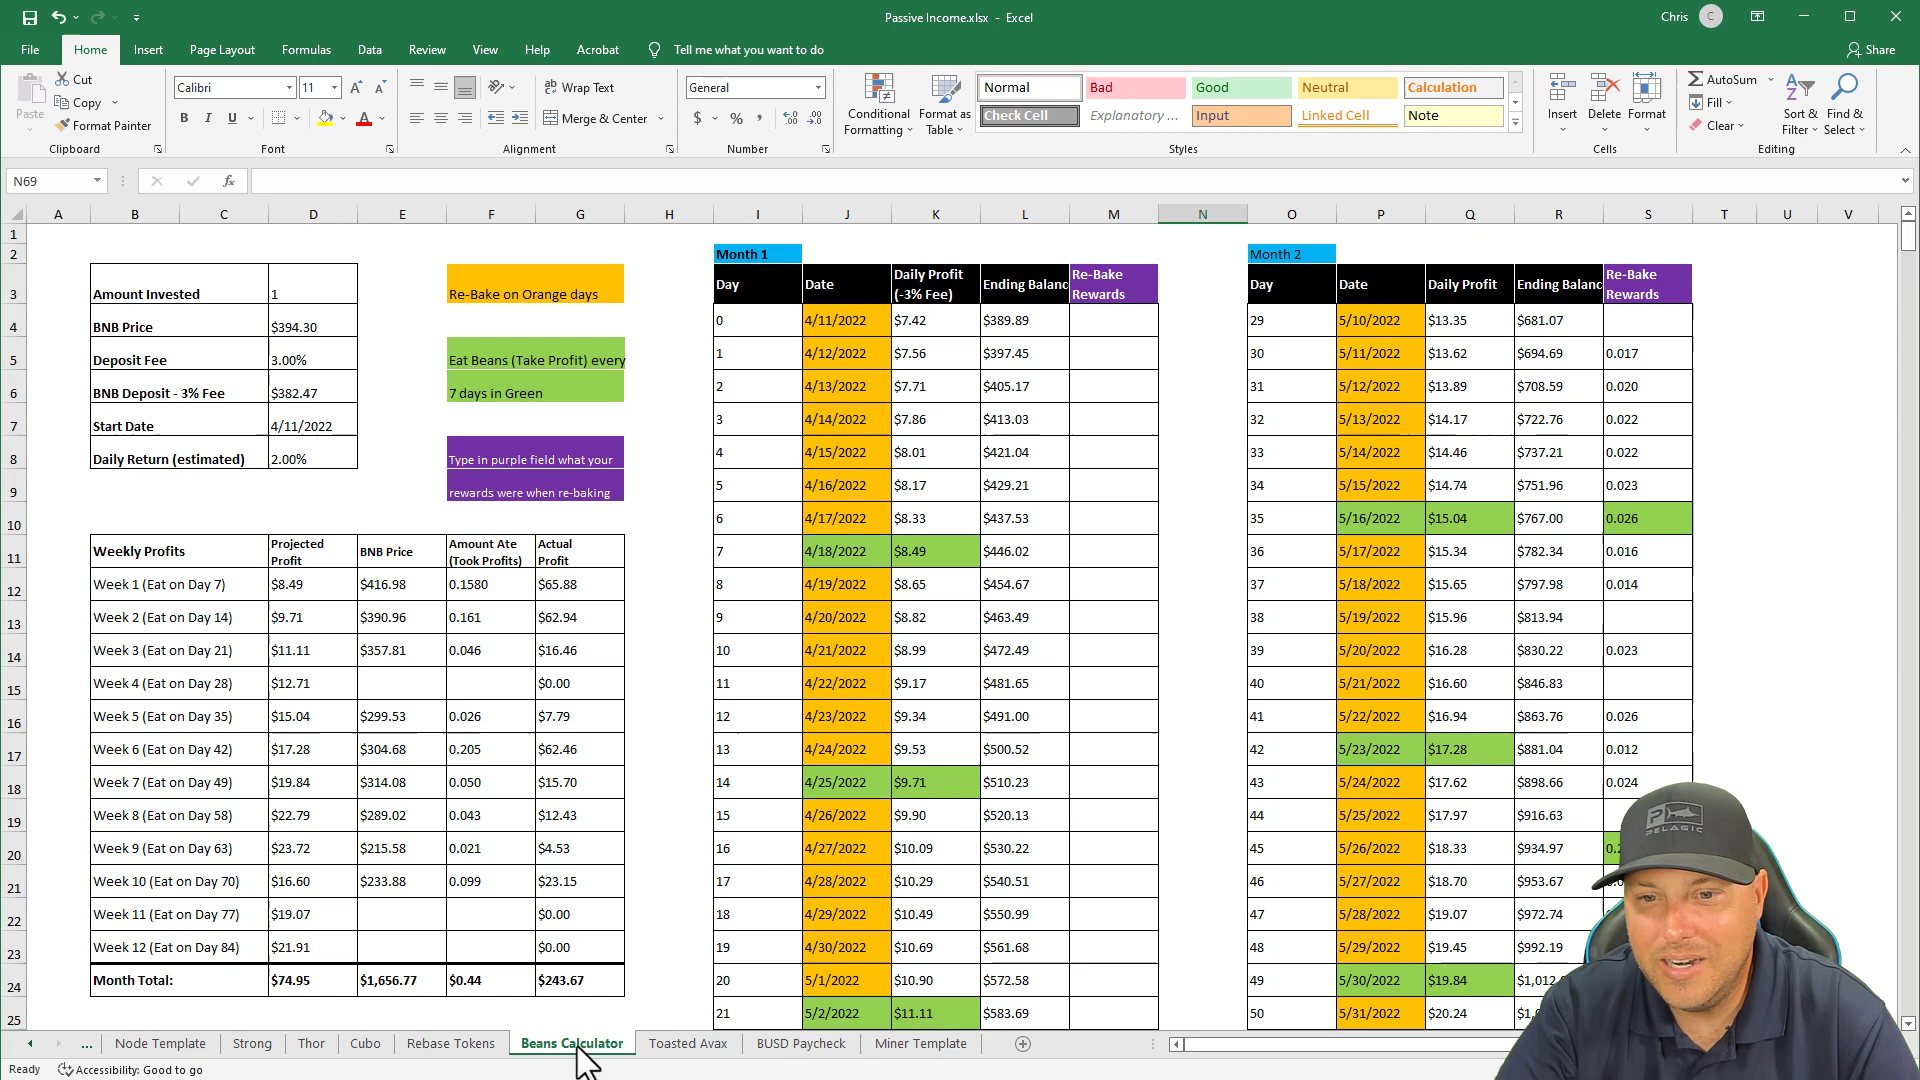 Passive Income.xlsx - Excel
Chris
C
File Home Insert Page Layout Formulas Data Review View Help Acrobat Tell me what you want to do
Share
Paste
Cut
Copy
Format Painter
Clipboard
Calibri 11
B I U
Font
Wrap Text
Merge & Center
Alignment
General
$ % ,
Number
Conditional Formatting
Format as Table
Normal Bad Good Neutral Calculation
Check Cell Explanatory ... Input Linked Cell Note
Styles
Insert Delete Format
Cells
AutoSum
Fill
Clear
Sort & Filter
Find & Select
Editing
N69
fx
A B C D E F G H I J K L M N O P Q R S T U V
1
2 Month 1 Month 2
3 Amount Invested 1 Re-Bake on Orange days Day Date Daily Profit (-3% Fee) Ending Balanc Re-Bake Rewards Day Date Daily Profit Ending Balanc Re-Bake Rewards
4 BNB Price $394.30 0 4/11/2022 $7.42 $389.89 29 5/10/2022 $13.35 $681.07
5 Deposit Fee 3.00% Eat Beans (Take Profit) every 1 4/12/2022 $7.56 $397.45 30 5/11/2022 $13.62 $694.69 0.017
6 BNB Deposit - 3% Fee $382.47 7 days in Green 2 4/13/2022 $7.71 $405.17 31 5/12/2022 $13.89 $708.59 0.020
7 Start Date 4/11/2022 3 4/14/2022 $7.86 $413.03 32 5/13/2022 $14.17 $722.76 0.022
8 Daily Return (estimated) 2.00% Type in purple field what your 4 4/15/2022 $8.01 $421.04 33 5/14/2022 $14.46 $737.21 0.022
9 rewards were when re-baking 5 4/16/2022 $8.17 $429.21 34 5/15/2022 $14.74 $751.96 0.023
10 6 4/17/2022 $8.33 $437.53 35 5/16/2022 $15.04 $767.00 0.026
11 Weekly Profits Projected Profit BNB Price Amount Ate (Took Profits) Actual Profit 7 4/18/2022 $8.49 $446.02 36 5/17/2022 $15.34 $782.34 0.016
12 Week 1 (Eat on Day 7) $8.49 $416.98 0.1580 $65.88 8 4/19/2022 $8.65 $454.67 37 5/18/2022 $15.65 $797.98 0.014
13 Week 2 (Eat on Day 14) $9.71 $390.96 0.161 $62.94 9 4/20/2022 $8.82 $463.49 38 5/19/2022 $15.96 $813.94
14 Week 3 (Eat on Day 21) $11.11 $357.81 0.046 $16.46 10 4/21/2022 $8.99 $472.49 39 5/20/2022 $16.28 $830.22 0.023
15 Week 4 (Eat on Day 28) $12.71 $0.00 11 4/22/2022 $9.17 $481.65 40 5/21/2022 $16.60 $846.83
16 Week 5 (Eat on Day 35) $15.04 $299.53 0.026 $7.79 12 4/23/2022 $9.34 $491.00 41 5/22/2022 $16.94 $863.76 0.026
17 Week 6 (Eat on Day 42) $17.28 $304.68 0.205 $62.46 13 4/24/2022 $9.53 $500.52 42 5/23/2022 $17.28 $881.04 0.012
18 Week 7 (Eat on Day 49) $19.84 $314.08 0.050 $15.70 14 4/25/2022 $9.71 $510.23 43 5/24/2022 $17.62 $898.66 0.024
19 Week 8 (Eat on Day 58) $22.79 $289.02 0.043 $12.43 15 4/26/2022 $9.90 $520.13 44 5/25/2022 $17.97 $916.63
20 Week 9 (Eat on Day 63) $23.72 $215.58 0.021 $4.53 16 4/27/2022 $10.09 $530.22 45 5/26/2022 $18.33 $934.97
21 Week 10 (Eat on Day 70) $16.60 $233.88 0.099 $23.15 17 4/28/2022 $10.29 $540.51 46 5/27/2022 $18.70 $953.67
22 Week 11 (Eat on Day 77) $19.07 $0.00 18 4/29/2022 $10.49 $550.99 47 5/28/2022 $19.07 $972.74
23 Week 12 (Eat on Day 84) $21.91 $0.00 19 4/30/2022 $10.69 $561.68 48 5/29/2022 $19.45 $992.19
24 Month Total: $74.95 $1,656.77 $0.44 $243.67 20 5/1/2022 $10.90 $572.58 49 5/30/2022 $19.84 $1,012
25 21 5/2/2022 $11.11 $583.69 50 5/31/2022 $20.24
PELAGIC
... Node Template Strong Thor Cubo Rebase Tokens Beans Calculator Toasted Avax BUSD Paycheck Miner Template
Ready Accessibility: Good to go